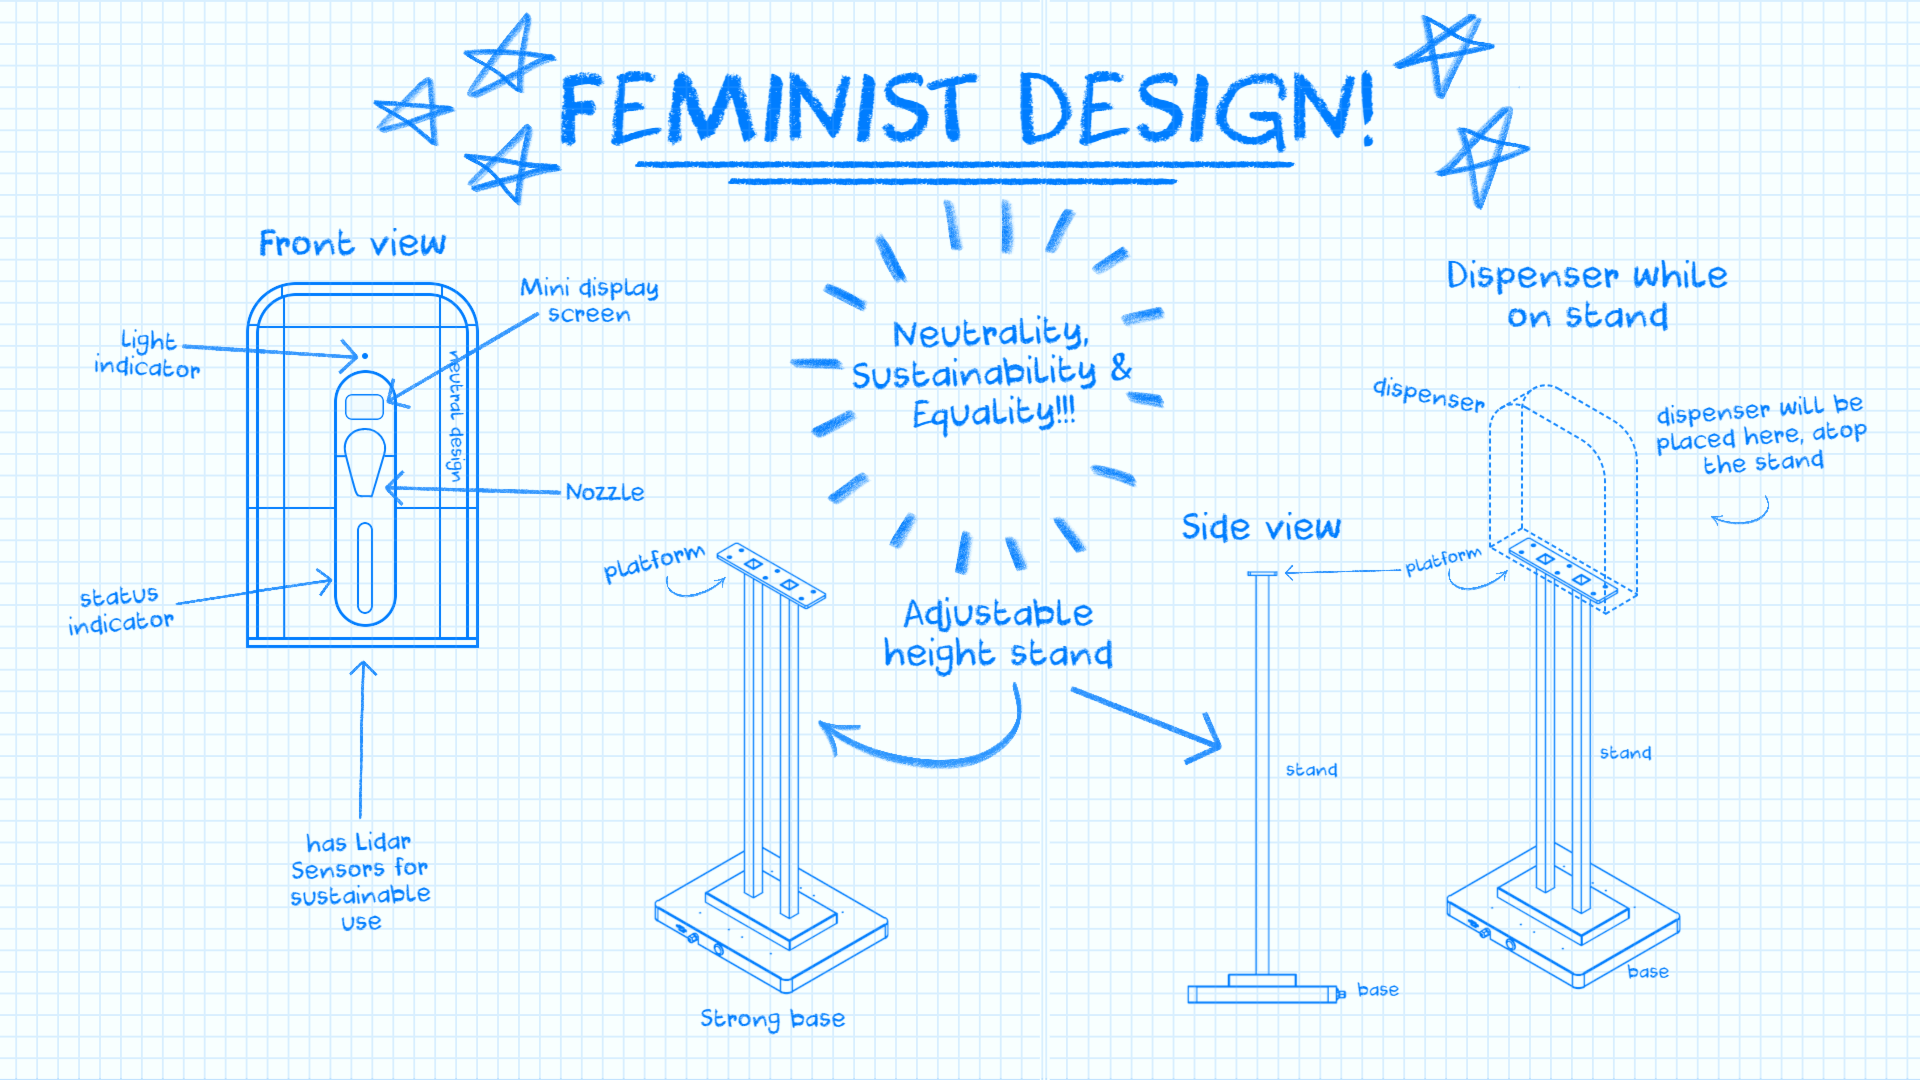 FEMINIST DESIGN!
Front view
Mini display
screen
Light
indicator
neutral design
Nozzle
status
indicator
has Lidar
Sensors for
sustainable
use
Neutrality,
Sustainability &
Equality!!!
platform
Adjustable
height stand
Strong base
Side view
platform
stand
base
Dispenser while
on stand
dispenser
dispenser will be
placed here, atop
the stand
stand
base